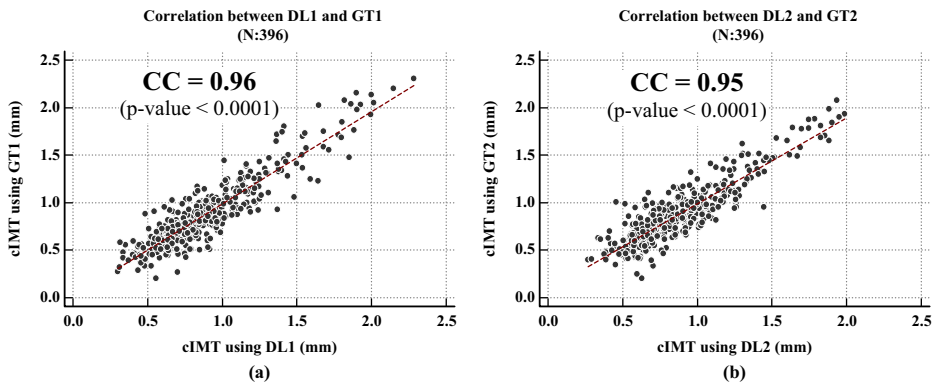 Correlation between DL1 and GT1
(N:396)
CC = 0.96
(p-value < 0.0001)
cIMT using GT1 (mm)
2.5
2.0
1.5
1.0
0.5
0.0
0.0 0.5 1.0 1.5 2.0 2.5
cIMT using DL1 (mm)
(a)
Correlation between DL2 and GT2
(N:396)
CC = 0.95
(p-value < 0.0001)
cIMT using GT2 (mm)
2.5
2.0
1.5
1.0
0.5
0.0
0.0 0.5 1.0 1.5 2.0 2.5
cIMT using DL2 (mm)
(b)